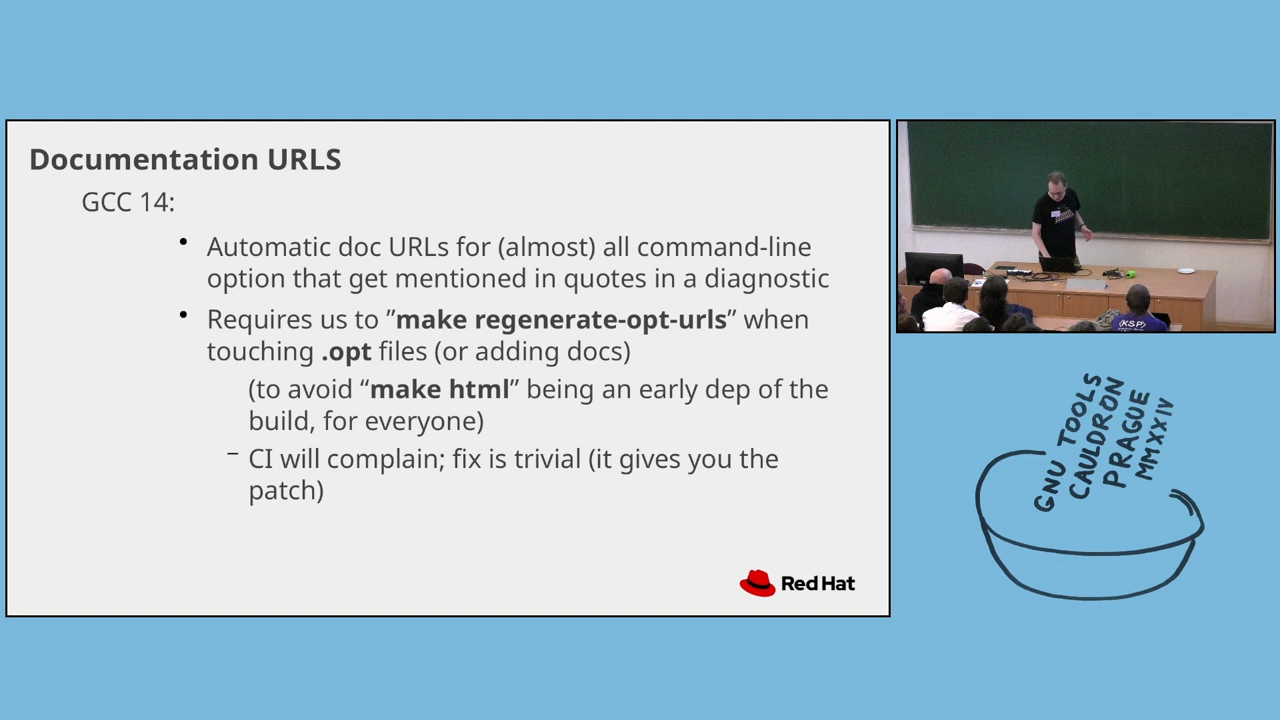 Documentation URLS
GCC 14:
• Automatic doc URLs for (almost) all command-line
option that get mentioned in quotes in a diagnostic
• Requires us to ”make regenerate-opt-urls” when
touching .opt files (or adding docs)
(to avoid “make html” being an early dep of the
build, for everyone)
– CI will complain; fix is trivial (it gives you the
patch)
Red Hat
(KSP)
GNU TOOLS
CAULDRON
PRAGUE
MMXXIV